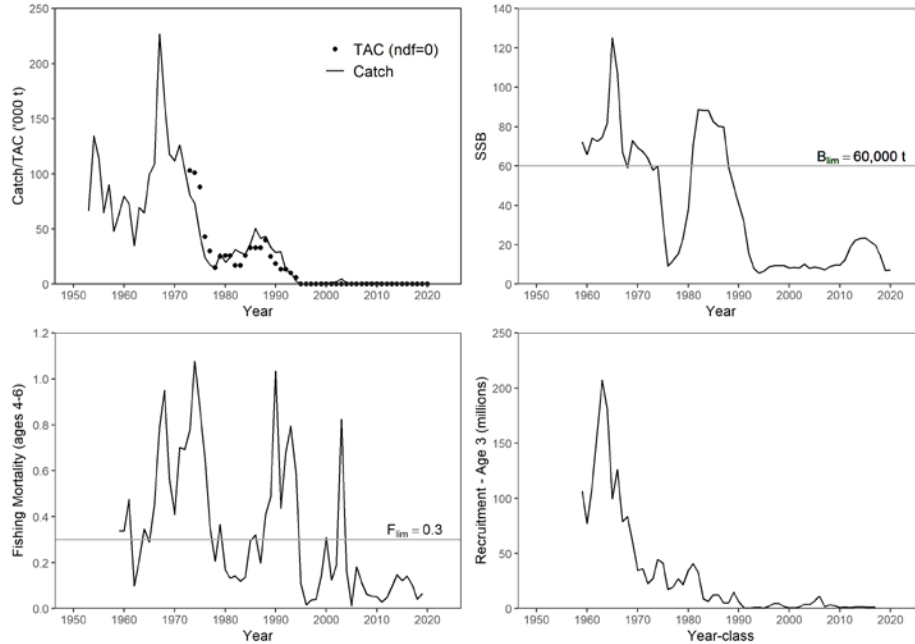 250
200
150
100
50
0
Catch/TAC ('000 t)
TAC (ndf=0)
Catch
1950 1960 1970 1980 1990 2000 2010 2020
Year
140
120
100
80
60
40
20
0
SSB
Blim = 60,000 t
1950 1960 1970 1980 1990 2000 2010 2020
Year
1.2
1.0
0.8
0.6
0.4
0.2
0.0
Fishing Mortality (ages 4-6)
Flim = 0.3
1950 1960 1970 1980 1990 2000 2010 2020
Year
250
200
150
100
50
0
Recruitment - Age 3 (millions)
1950 1960 1970 1980 1990 2000 2010 2020
Year-class